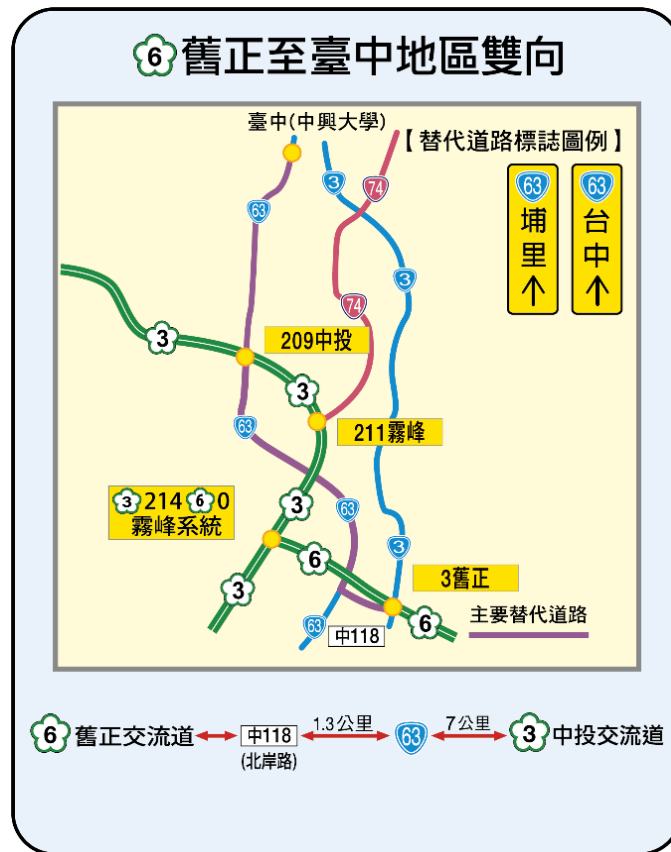 6 舊正至臺中地區雙向
臺中(中興大學)
【替代道路標誌圖例】
63 埔里↑
63 台中↑
3
74
63
3
74
3
209中投
3
63
211霧峰
3 214 6 0
霧峰系統
3
63
6
3
3舊正
3
63
中118
6
主要替代道路
6 舊正交流道 中118 1.3公里 63 7公里 3 中投交流道
(北岸路)